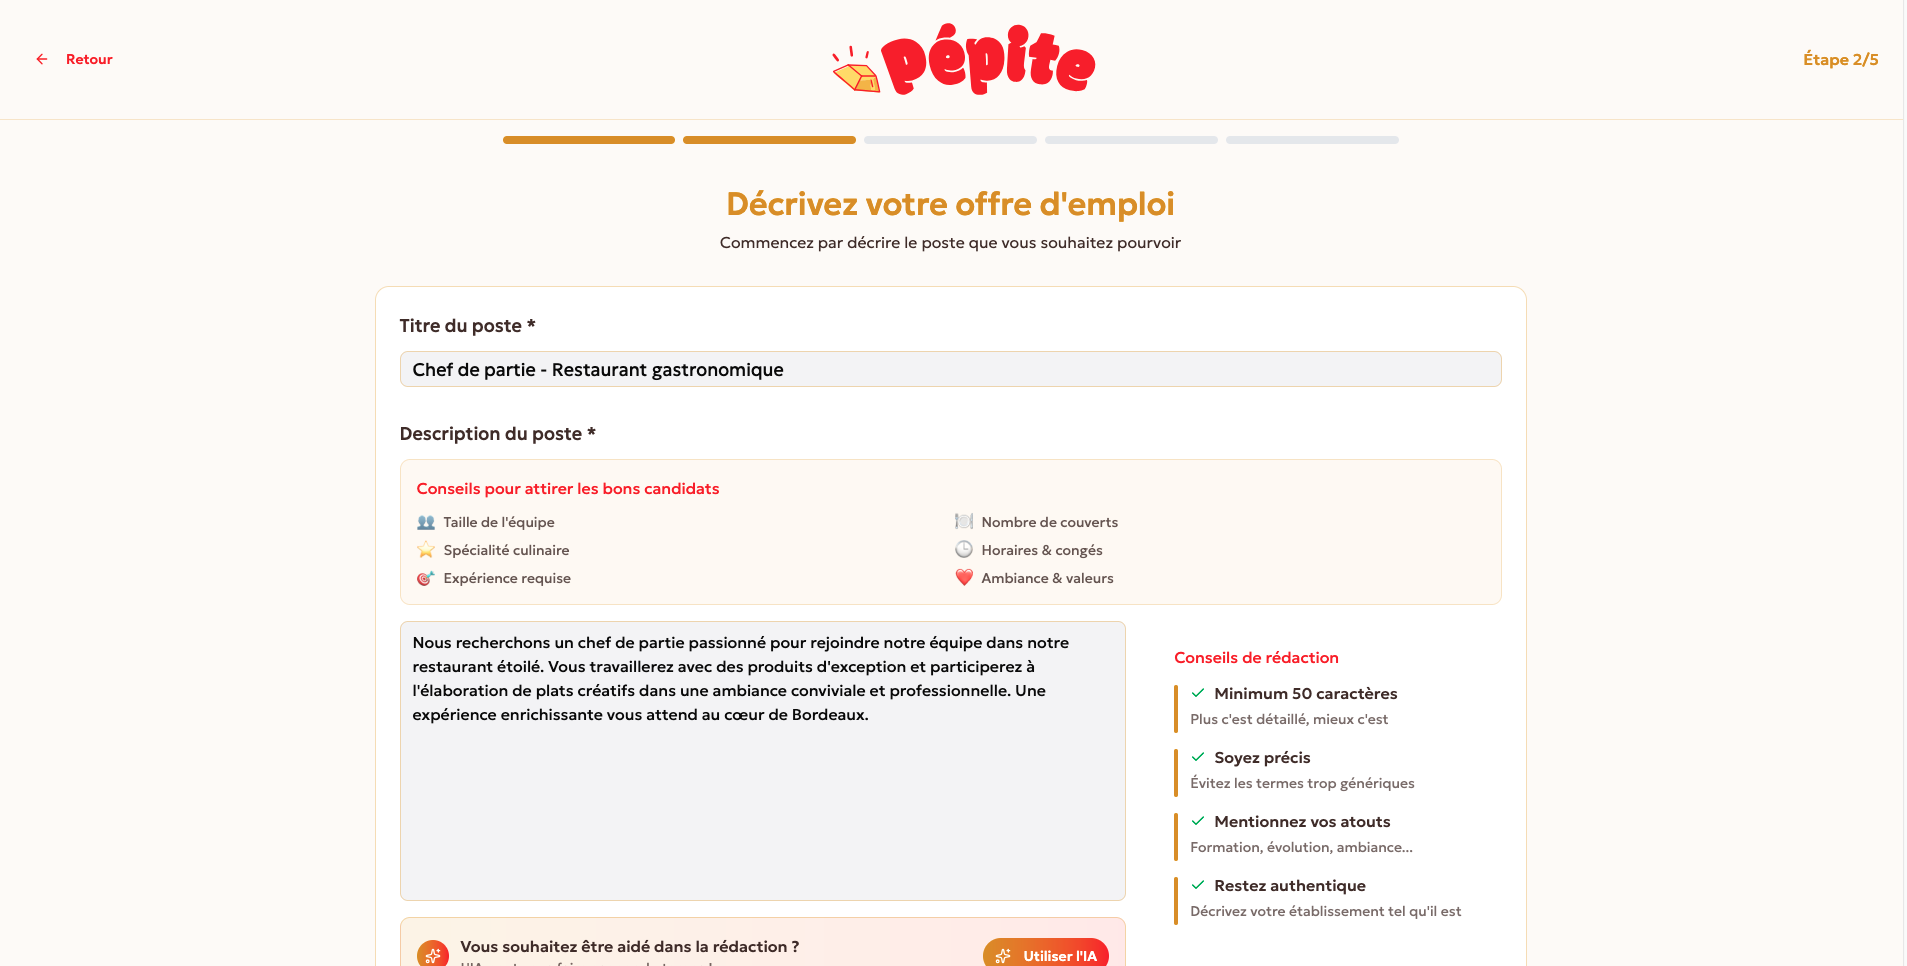 Retour
pépite
Étape 2/5
Décrivez votre offre d'emploi
Commencez par décrire le poste que vous souhaitez pourvoir
Titre du poste *
Chef de partie - Restaurant gastronomique
Description du poste *
Conseils pour attirer les bons candidats
Taille de l'équipe
Nombre de couverts
Spécialité culinaire
Horaires & congés
Expérience requise
Ambiance & valeurs
Nous recherchons un chef de partie passionné pour rejoindre notre équipe dans notre
restaurant étoilé. Vous travaillerez avec des produits d'exception et participerez à
l'élaboration de plats créatifs dans une ambiance conviviale et professionnelle. Une
expérience enrichissante vous attend au cœur de Bordeaux.
Conseils de rédaction
Minimum 50 caractères
Plus c'est détaillé, mieux c'est
Soyez précis
Évitez les termes trop génériques
Mentionnez vos atouts
Formation, évolution, ambiance...
Restez authentique
Décrivez votre établissement tel qu'il est
Vous souhaitez être aidé dans la rédaction ?
Utiliser l'IA